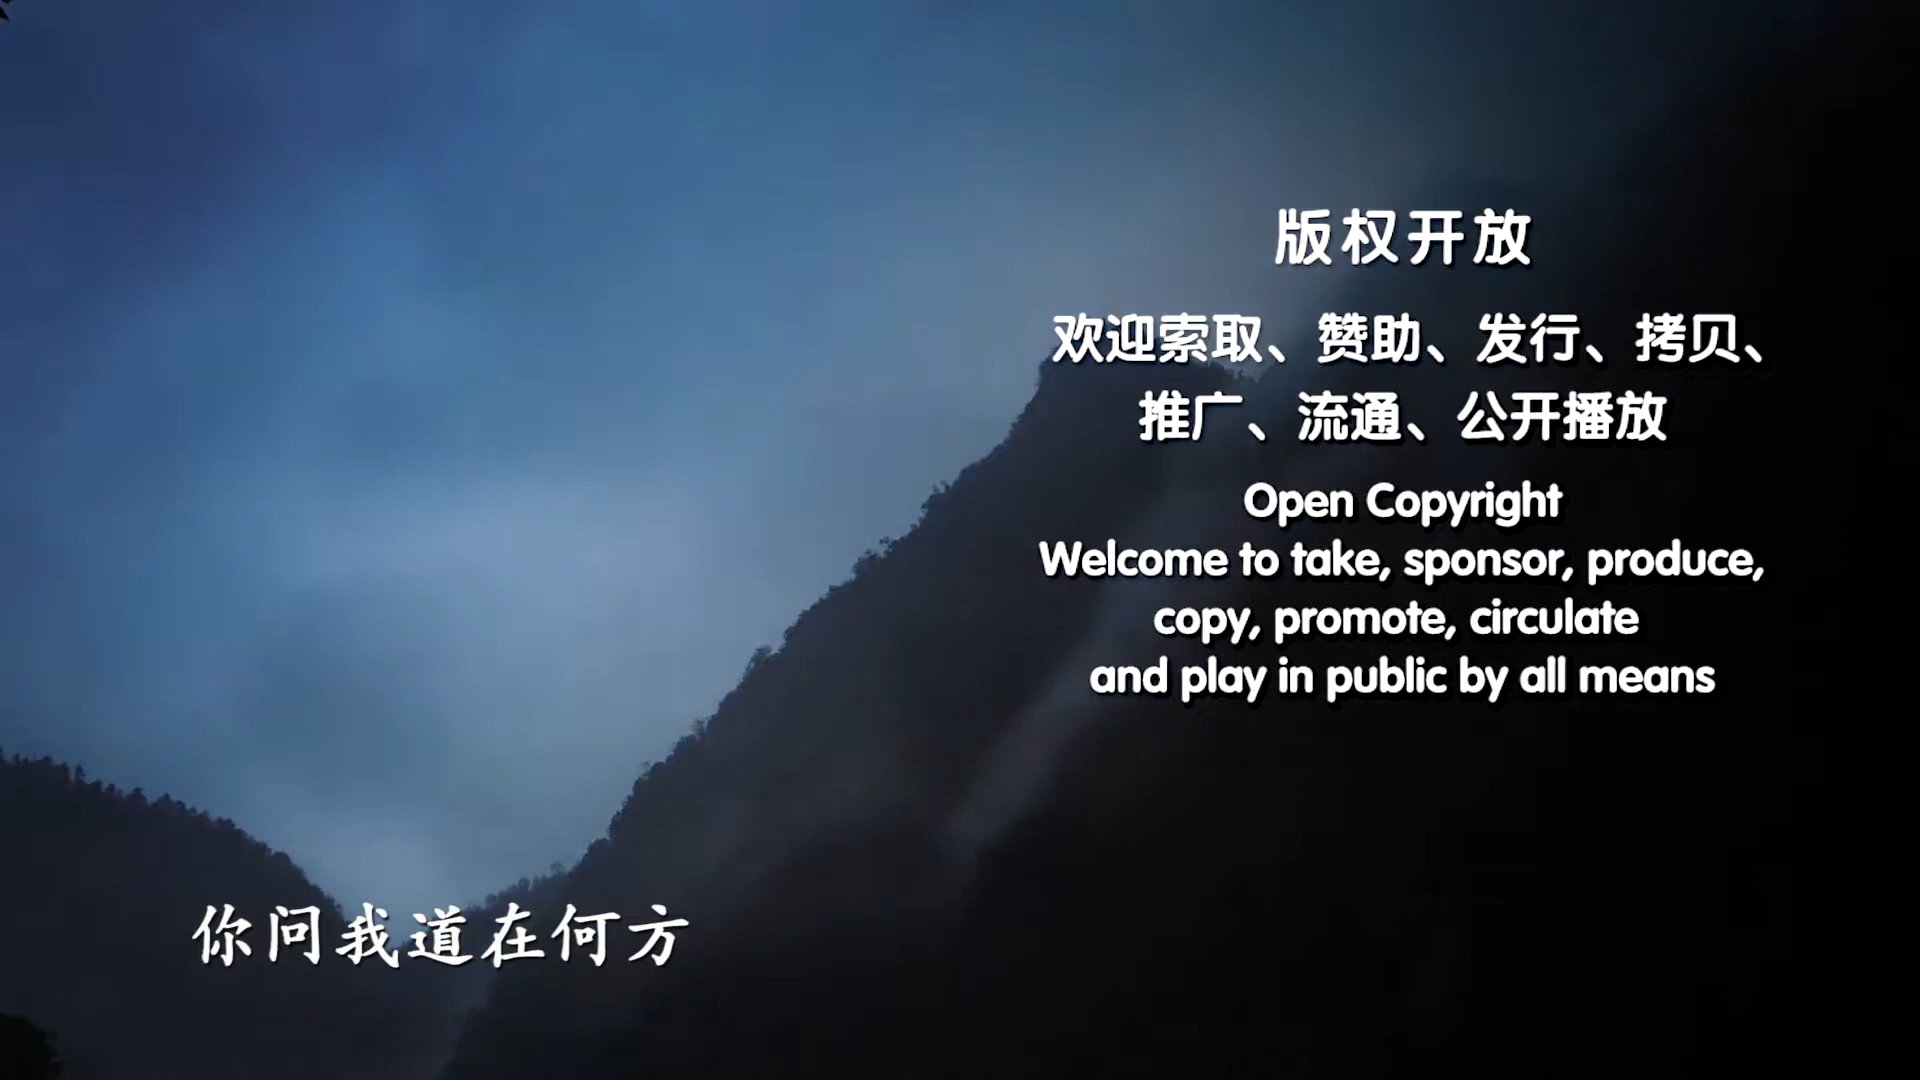 版权开放
欢迎索取、赞助、发行、拷贝、
推广、流通、公开播放
Open Copyright
Welcome to take, sponsor, produce,
copy, promote, circulate
and play in public by all means
你问我道在何方